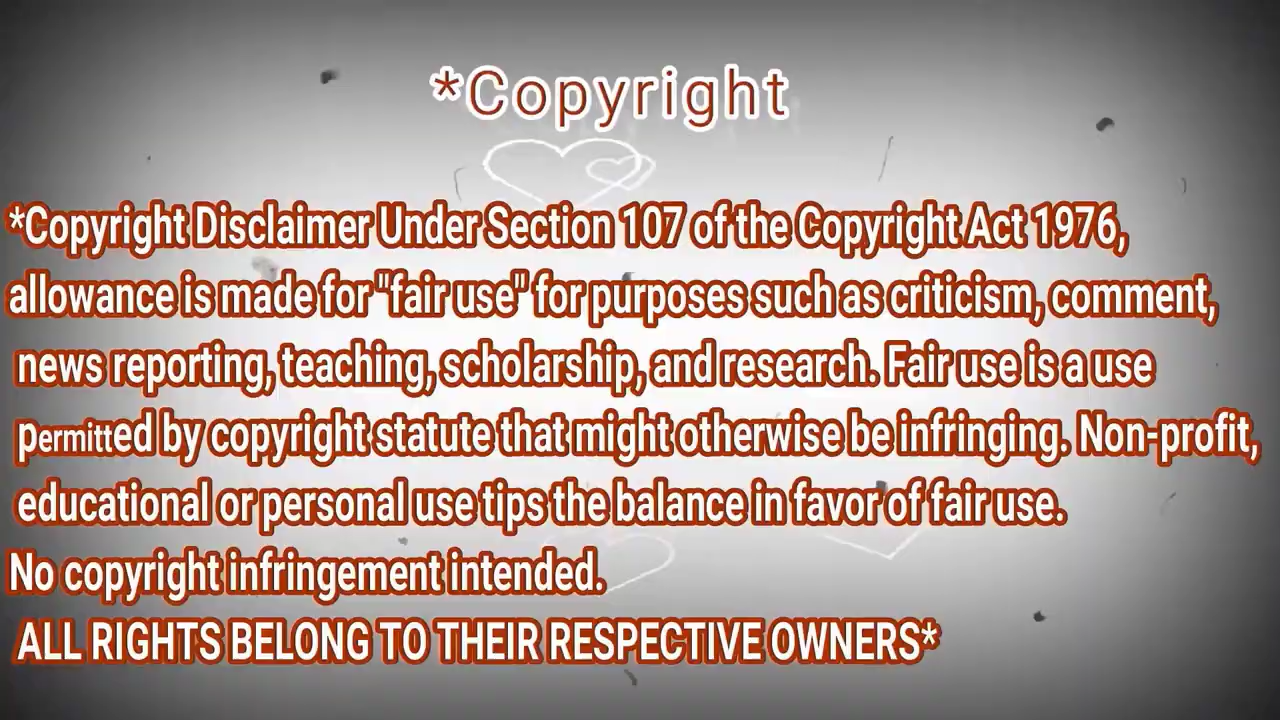 *Copyright
*Copyright Disclaimer Under Section 107 of the Copyright Act 1976,
allowance is made for "fair use" for purposes such as criticism, comment,
news reporting, teaching, scholarship, and research. Fair use is a use
permitted by copyright statute that might otherwise be infringing. Non-profit,
educational or personal use tips the balance in favor of fair use.
No copyright infringement intended.
ALL RIGHTS BELONG TO THEIR RESPECTIVE OWNERS*